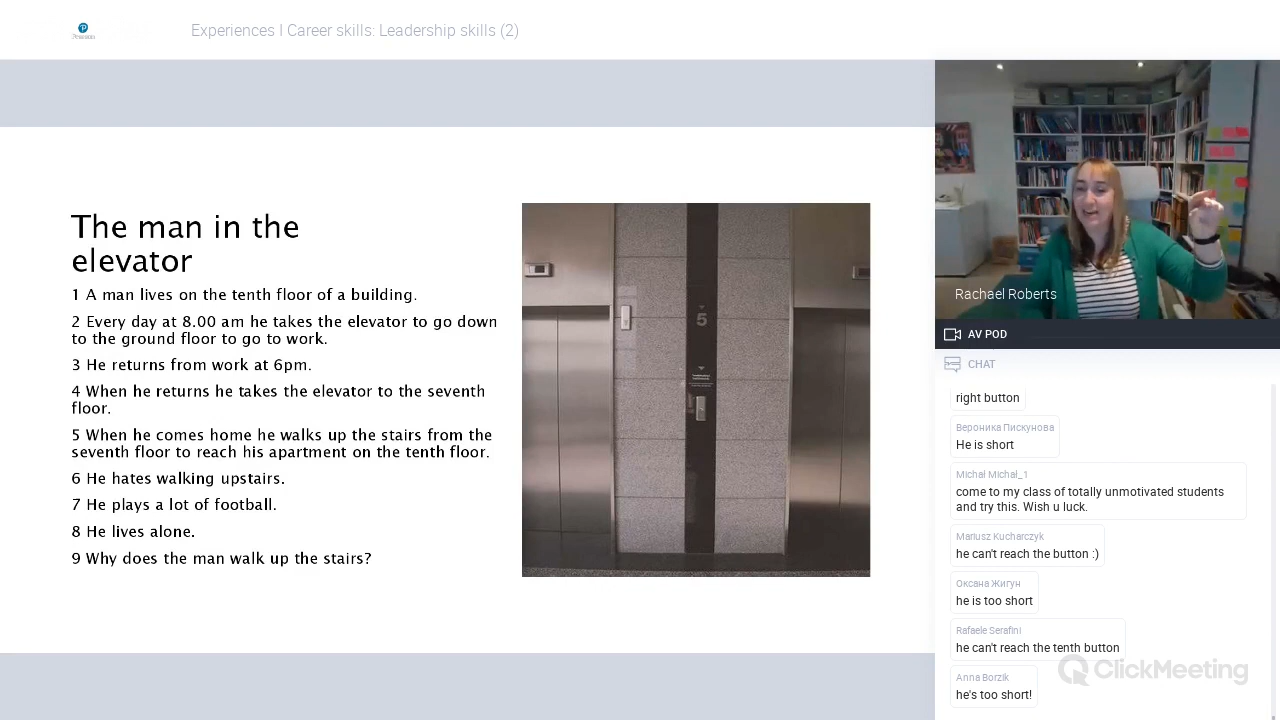 Pearson
Experiences I Career skills: Leadership skills (2)
The man in the
elevator
1 A man lives on the tenth floor of a building.
2 Every day at 8.00 am he takes the elevator to go down
to the ground floor to go to work.
3 He returns from work at 6pm.
4 When he returns he takes the elevator to the seventh
floor.
5 When he comes home he walks up the stairs from the
seventh floor to reach his apartment on the tenth floor.
6 He hates walking upstairs.
7 He plays a lot of football.
8 He lives alone.
9 Why does the man walk up the stairs?
5
Rachael Roberts
AV POD
CHAT
right button
Вероника Пискунова
He is short
Michał Michał_1
come to my class of totally unmotivated students
and try this. Wish u luck.
Mariusz Kucharczyk
he can't reach the button :)
Оксана Жигун
he is too short
Rafaele Serafini
he can't reach the tenth button
Anna Borzik
he's too short!
ClickMeeting